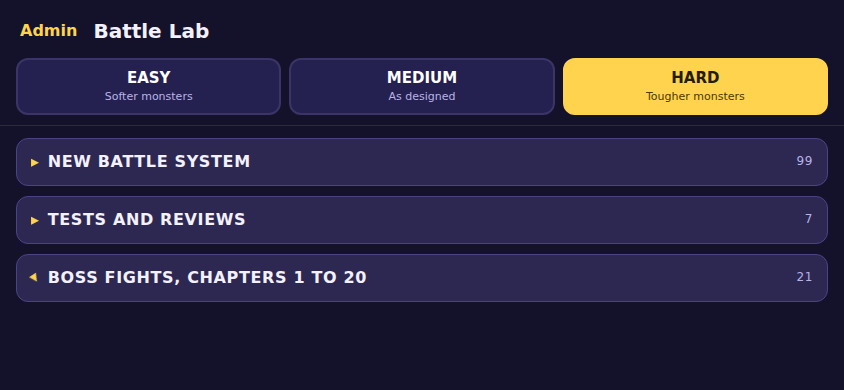 Admin Battle Lab
EASY
Softer monsters
MEDIUM
As designed
HARD
Tougher monsters
NEW BATTLE SYSTEM 99
TESTS AND REVIEWS 7
BOSS FIGHTS, CHAPTERS 1 TO 20 21